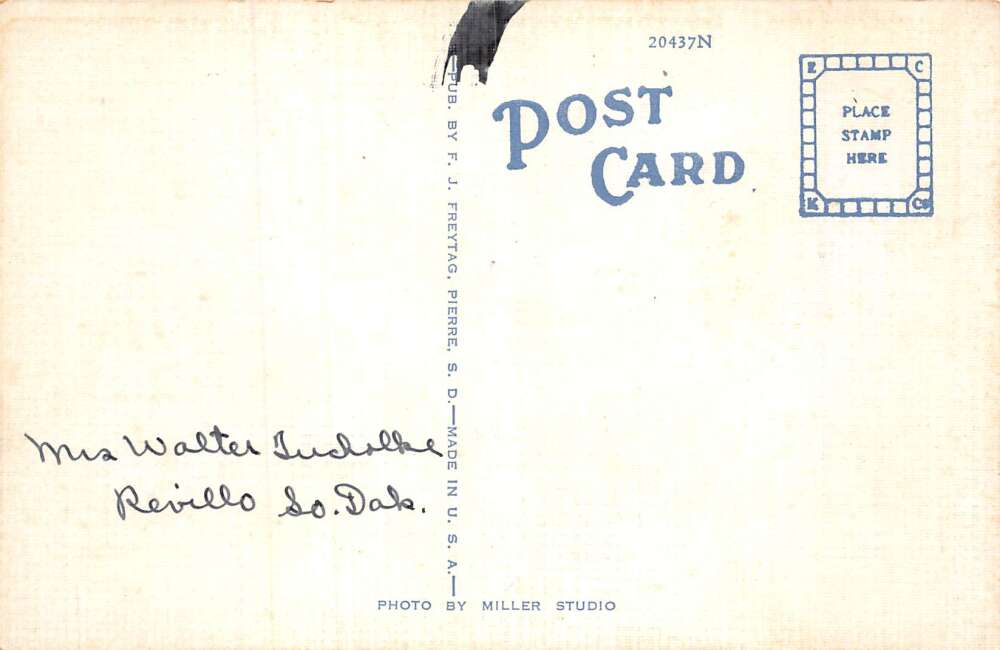 20437N
POST
CARD
E C
PLACE
STAMP
HERE
K Co
—PUB. BY F. J. FREYTAG, PIERRE, S. D.—MADE IN U. S. A.—
Mrs Walter Tucholke
Revillo So. Dak.
PHOTO BY MILLER STUDIO